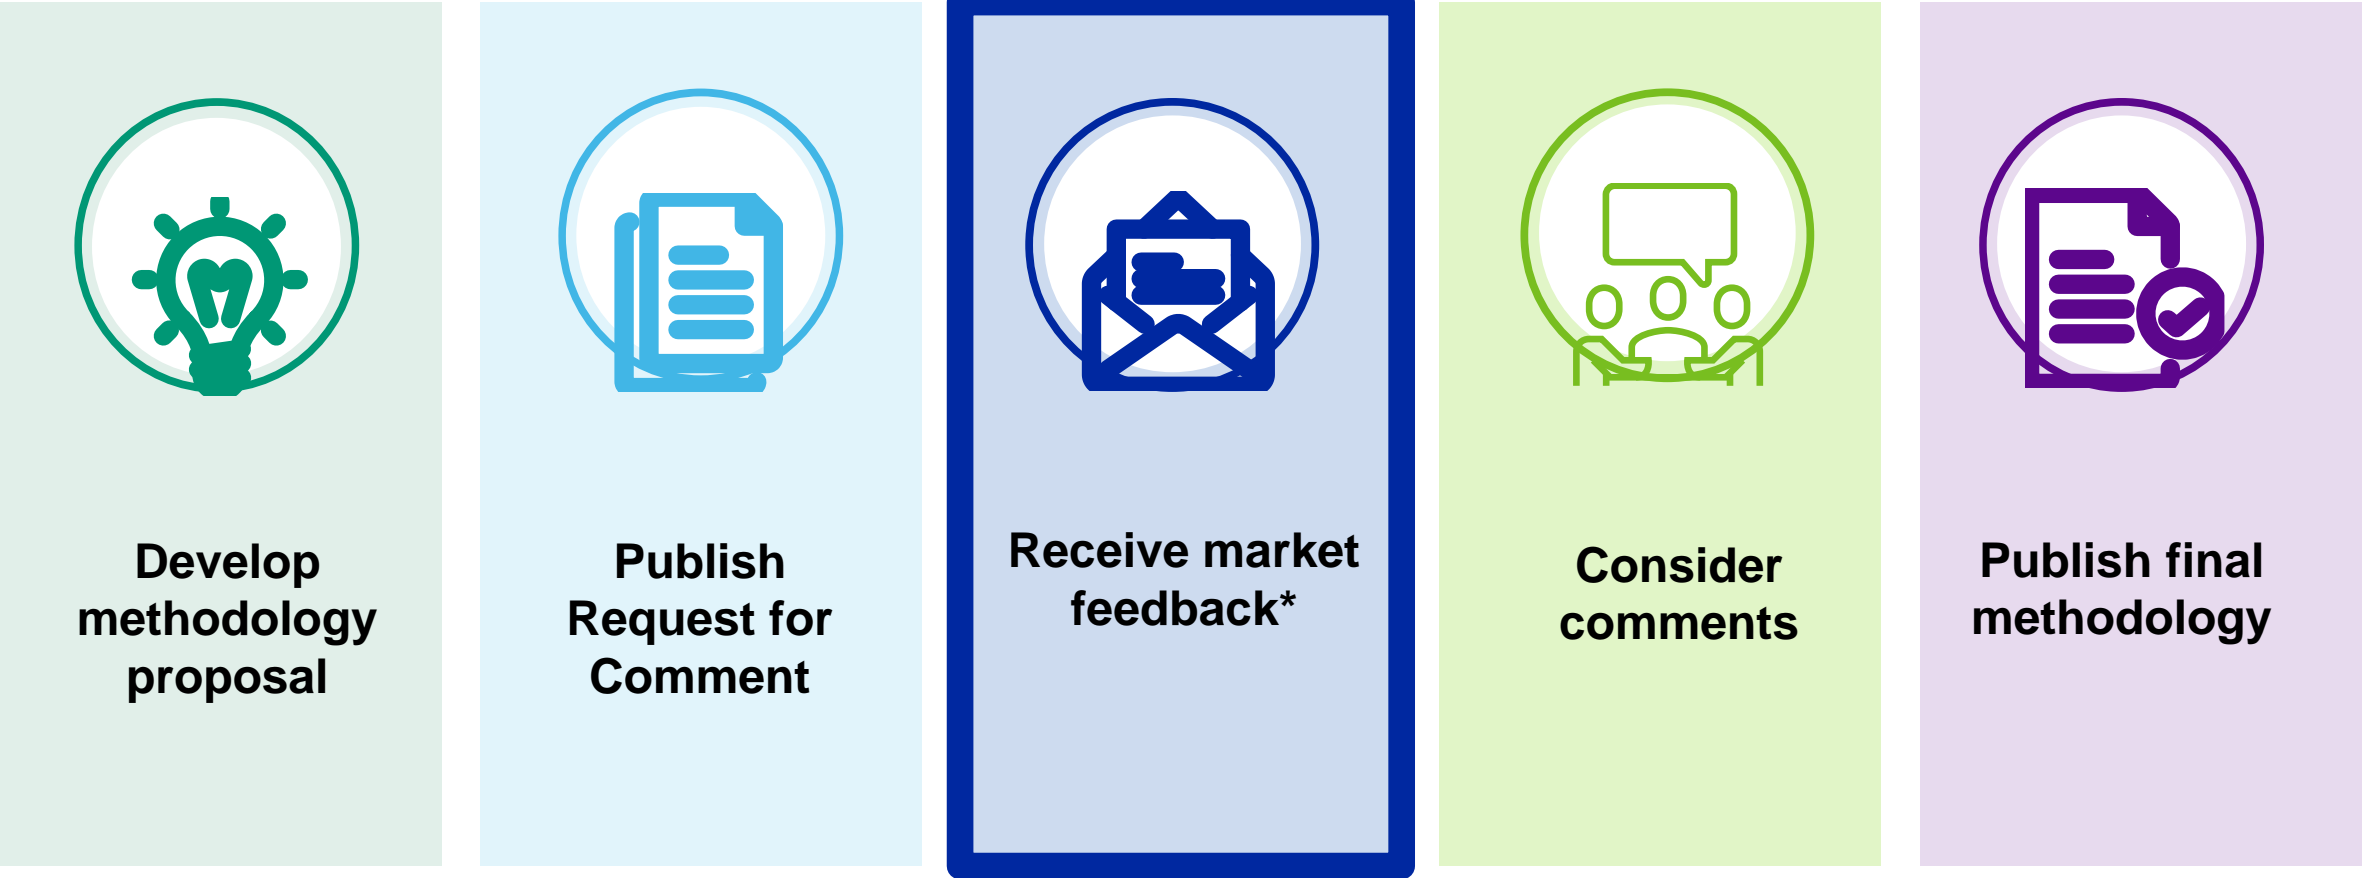 Develop
methodology
proposal
Publish
Request for
Comment
Receive market
feedback*
Consider
comments
Publish final
methodology